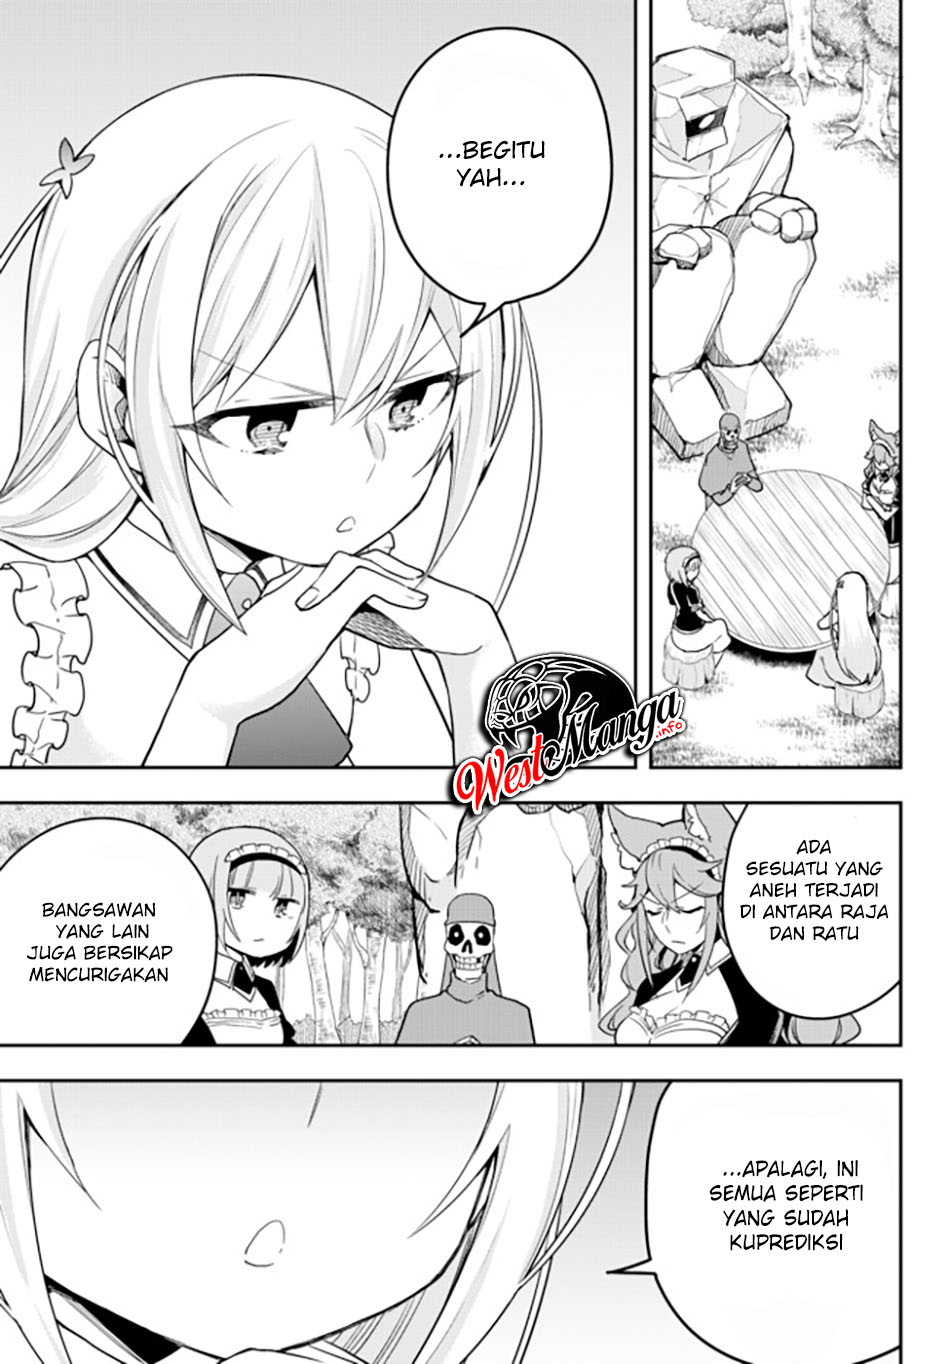 ...BEGITU
YAH...
WestManga
.info
ADA
SESUATU YANG
ANEH TERJADI
DI ANTARA RAJA
DAN RATU
BANGSAWAN
YANG LAIN
JUGA BERSIKAP
MENCURIGAKAN
...APALAGI, INI
SEMUA SEPERTI
YANG SUDAH
KUPREDIKSI